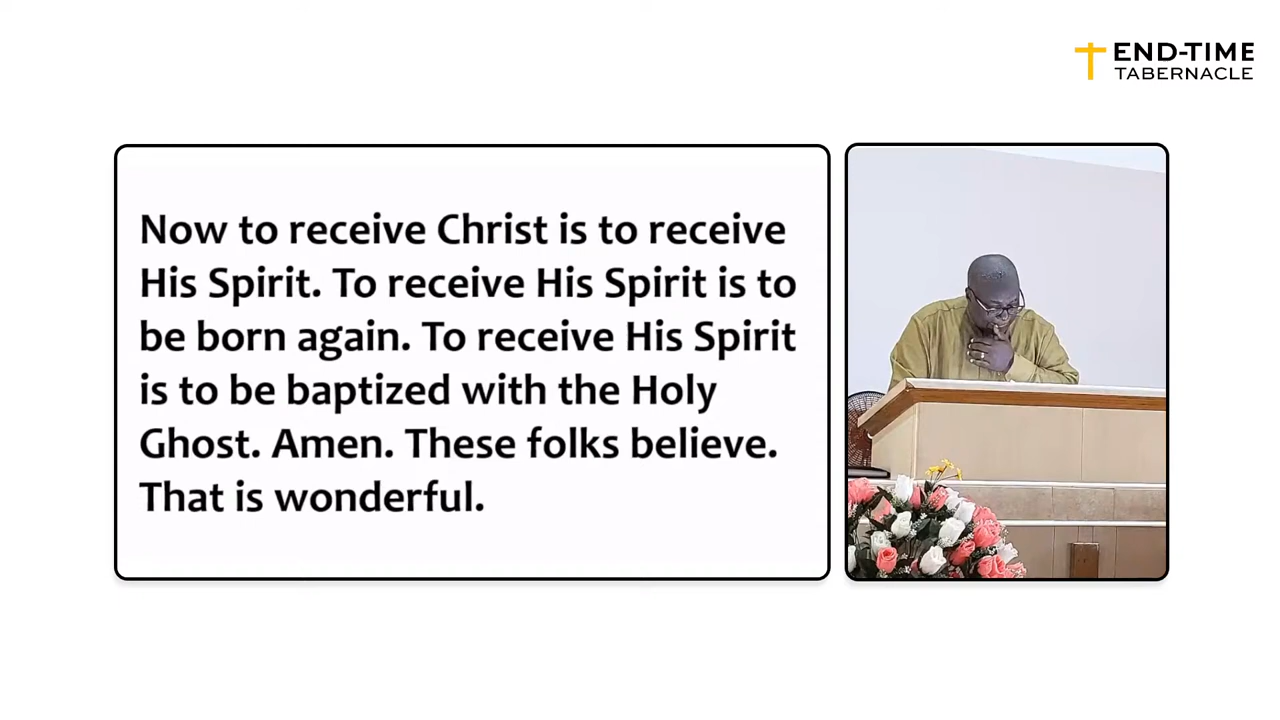 END-TIME
TABERNACLE
Now to receive Christ is to receive
His Spirit. To receive His Spirit is to
be born again. To receive His Spirit
is to be baptized with the Holy
Ghost. Amen. These folks believe.
That is wonderful.